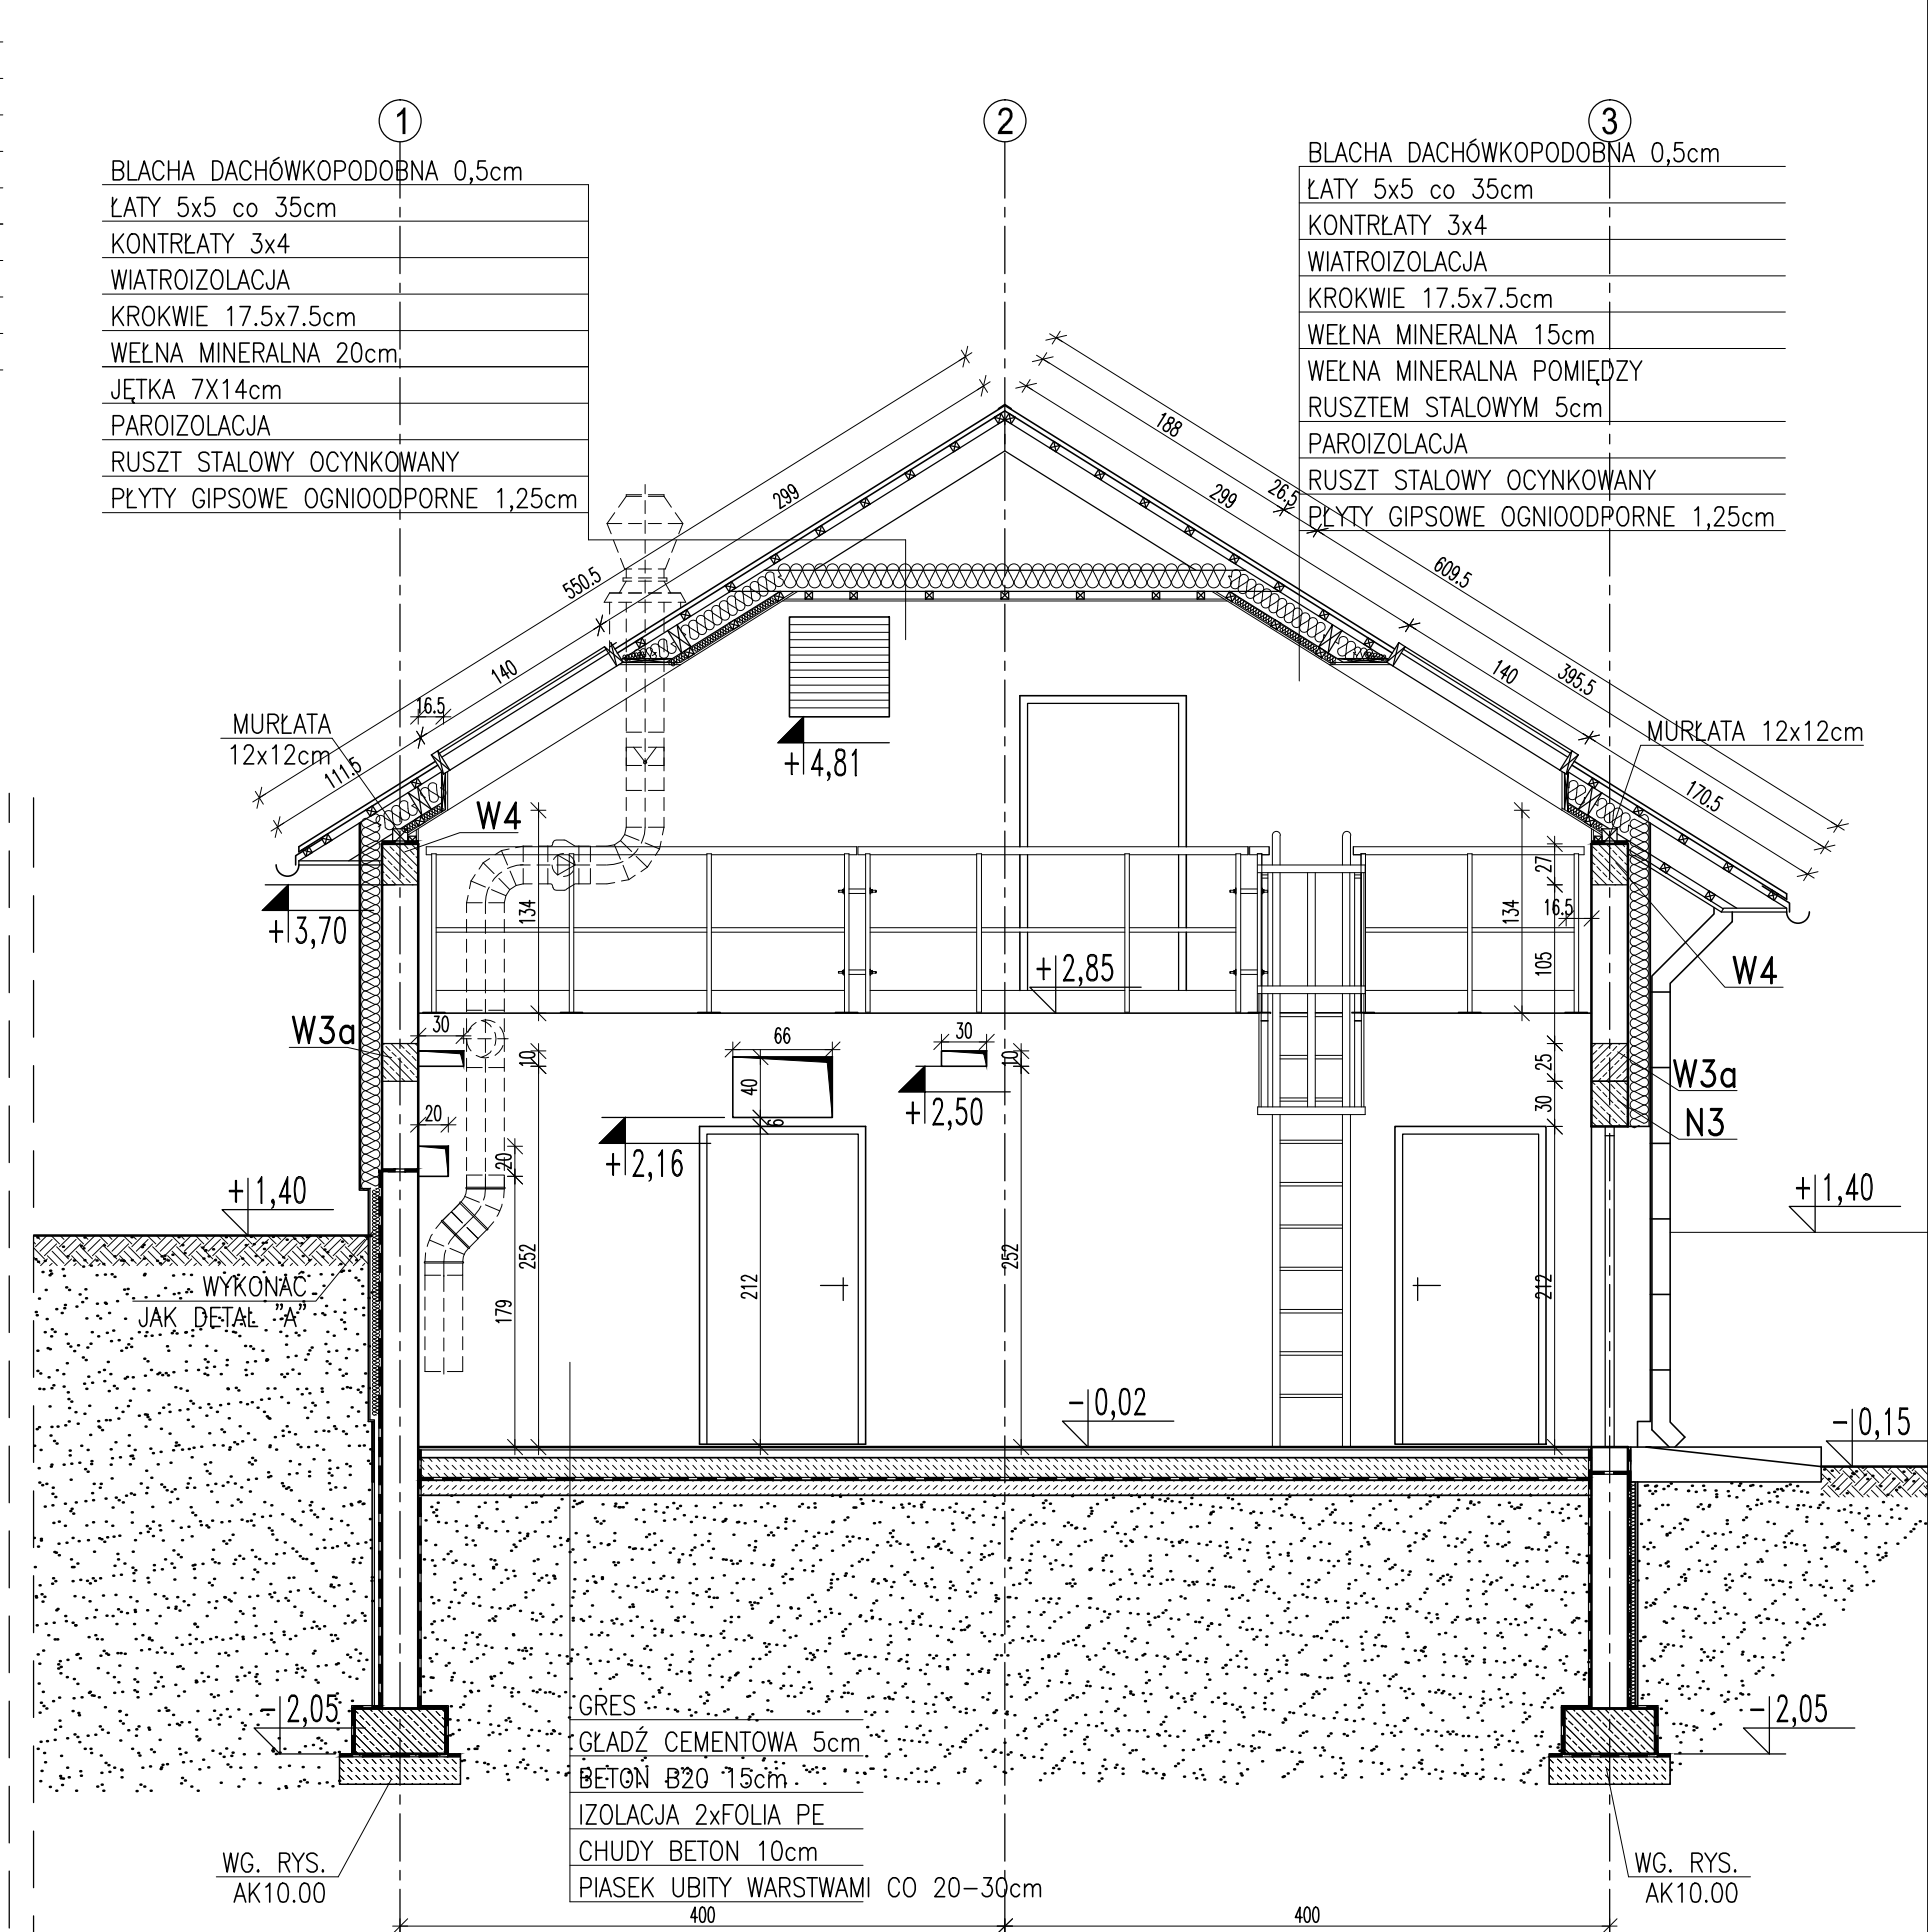 1
2
3
BLACHA DACHÓWKOPODOBNA 0,5cm
ŁATY 5x5 co 35cm
KONTRŁATY 3x4
WIATROIZOLACJA
KROKWIE 17.5x7.5cm
WEŁNA MINERALNA 20cm
JĘTKA 7X14cm
PAROIZOLACJA
RUSZT STALOWY OCYNKOWANY
PŁYTY GIPSOWE OGNIOODPORNE 1,25cm
BLACHA DACHÓWKOPODOBNA 0,5cm
ŁATY 5x5 co 35cm
KONTRŁATY 3x4
WIATROIZOLACJA
KROKWIE 17.5x7.5cm
WEŁNA MINERALNA 15cm
WEŁNA MINERALNA POMIĘDZY
RUSZTEM STALOWYM 5cm
PAROIZOLACJA
RUSZT STALOWY OCYNKOWANY
PŁYTY GIPSOWE OGNIOODPORNE 1,25cm
188
299
299
26.5
550.5
609.5
140
140
395.5
16.5
111.5
170.5
MURŁATA
12x12cm
MURŁATA 12x12cm
+4,81
W4
27
134
134
16.5
105
+3,70
+2,85
W4
W3a
30
66
30
10
10
25
W3a
40
+2,50
30
20
6
N3
20
+2,16
+1,40
+1,40
252
252
212
212
179
WYKONAĆ
JAK DETAL "A"
-0,02
-0,15
-2,05
-2,05
GRES
GŁADŹ CEMENTOWA 5cm
BETON B20 15cm
IZOLACJA 2xFOLIA PE
CHUDY BETON 10cm
PIASEK UBITY WARSTWAMI CO 20-30cm
WG. RYS.
AK10.00
WG. RYS.
AK10.00
400
400